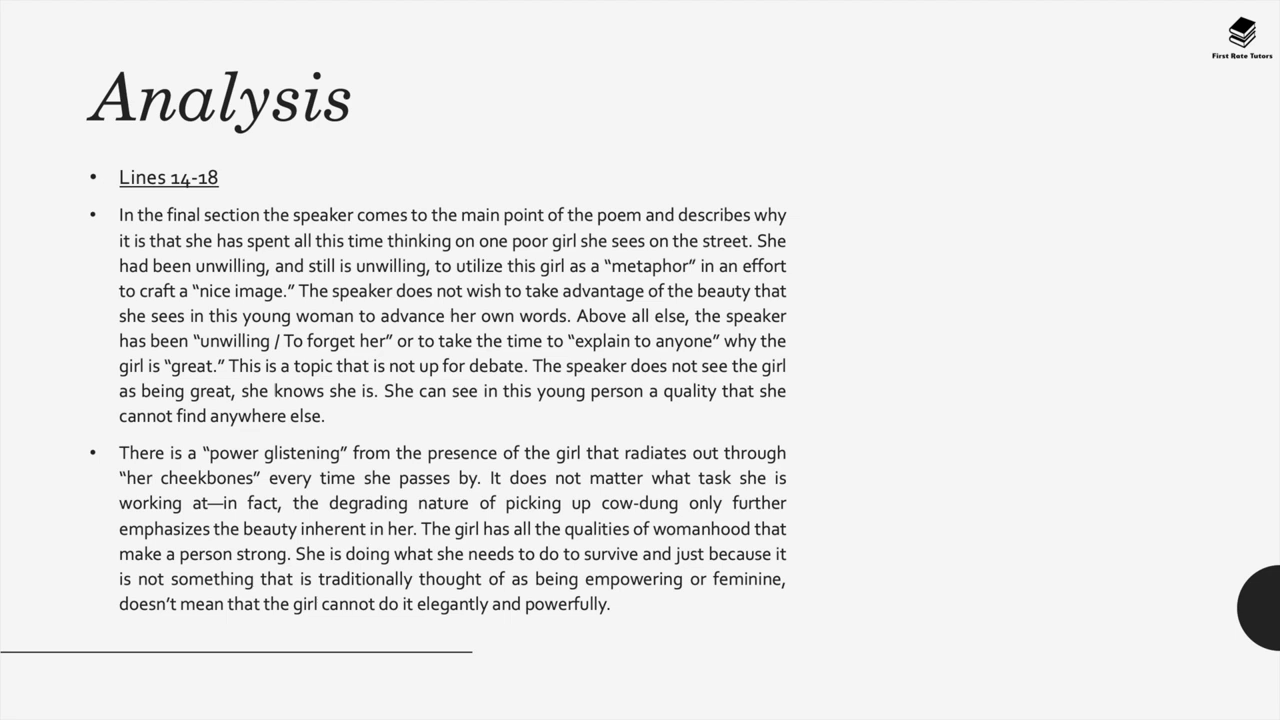 First Rate Tutors
Analysis
• Lines 14-18
• In the final section the speaker comes to the main point of the poem and describes why
it is that she has spent all this time thinking on one poor girl she sees on the street. She
had been unwilling, and still is unwilling, to utilize this girl as a “metaphor” in an effort
to craft a “nice image.” The speaker does not wish to take advantage of the beauty that
she sees in this young woman to advance her own words. Above all else, the speaker
has been “unwilling / To forget her” or to take the time to “explain to anyone” why the
girl is “great.” This is a topic that is not up for debate. The speaker does not see the girl
as being great, she knows she is. She can see in this young person a quality that she
cannot find anywhere else.
• There is a “power glistening” from the presence of the girl that radiates out through
“her cheekbones” every time she passes by. It does not matter what task she is
working at—in fact, the degrading nature of picking up cow-dung only further
emphasizes the beauty inherent in her. The girl has all the qualities of womanhood that
make a person strong. She is doing what she needs to do to survive and just because it
is not something that is traditionally thought of as being empowering or feminine,
doesn’t mean that the girl cannot do it elegantly and powerfully.